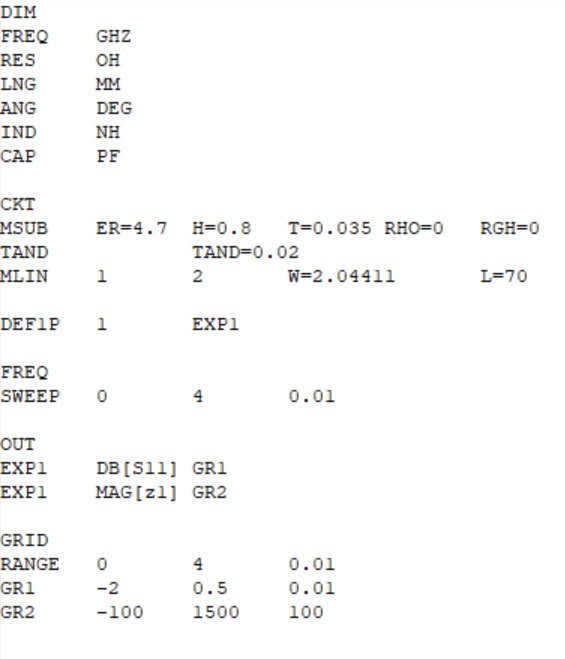 DIM
FREQ GHZ
RES OH
LNG MM
ANG DEG
IND NH
CAP PF
CKT
MSUB ER=4.7 H=0.8 T=0.035 RHO=0 RGH=0
TAND TAND=0.02
MLIN 1 2 W=2.04411 L=70
DEF1P 1 EXP1
FREQ
SWEEP 0 4 0.01
OUT
EXP1 DB[S11] GR1
EXP1 MAG[z1] GR2
GRID
RANGE 0 4 0.01
GR1 -2 0.5 0.01
GR2 -100 1500 100